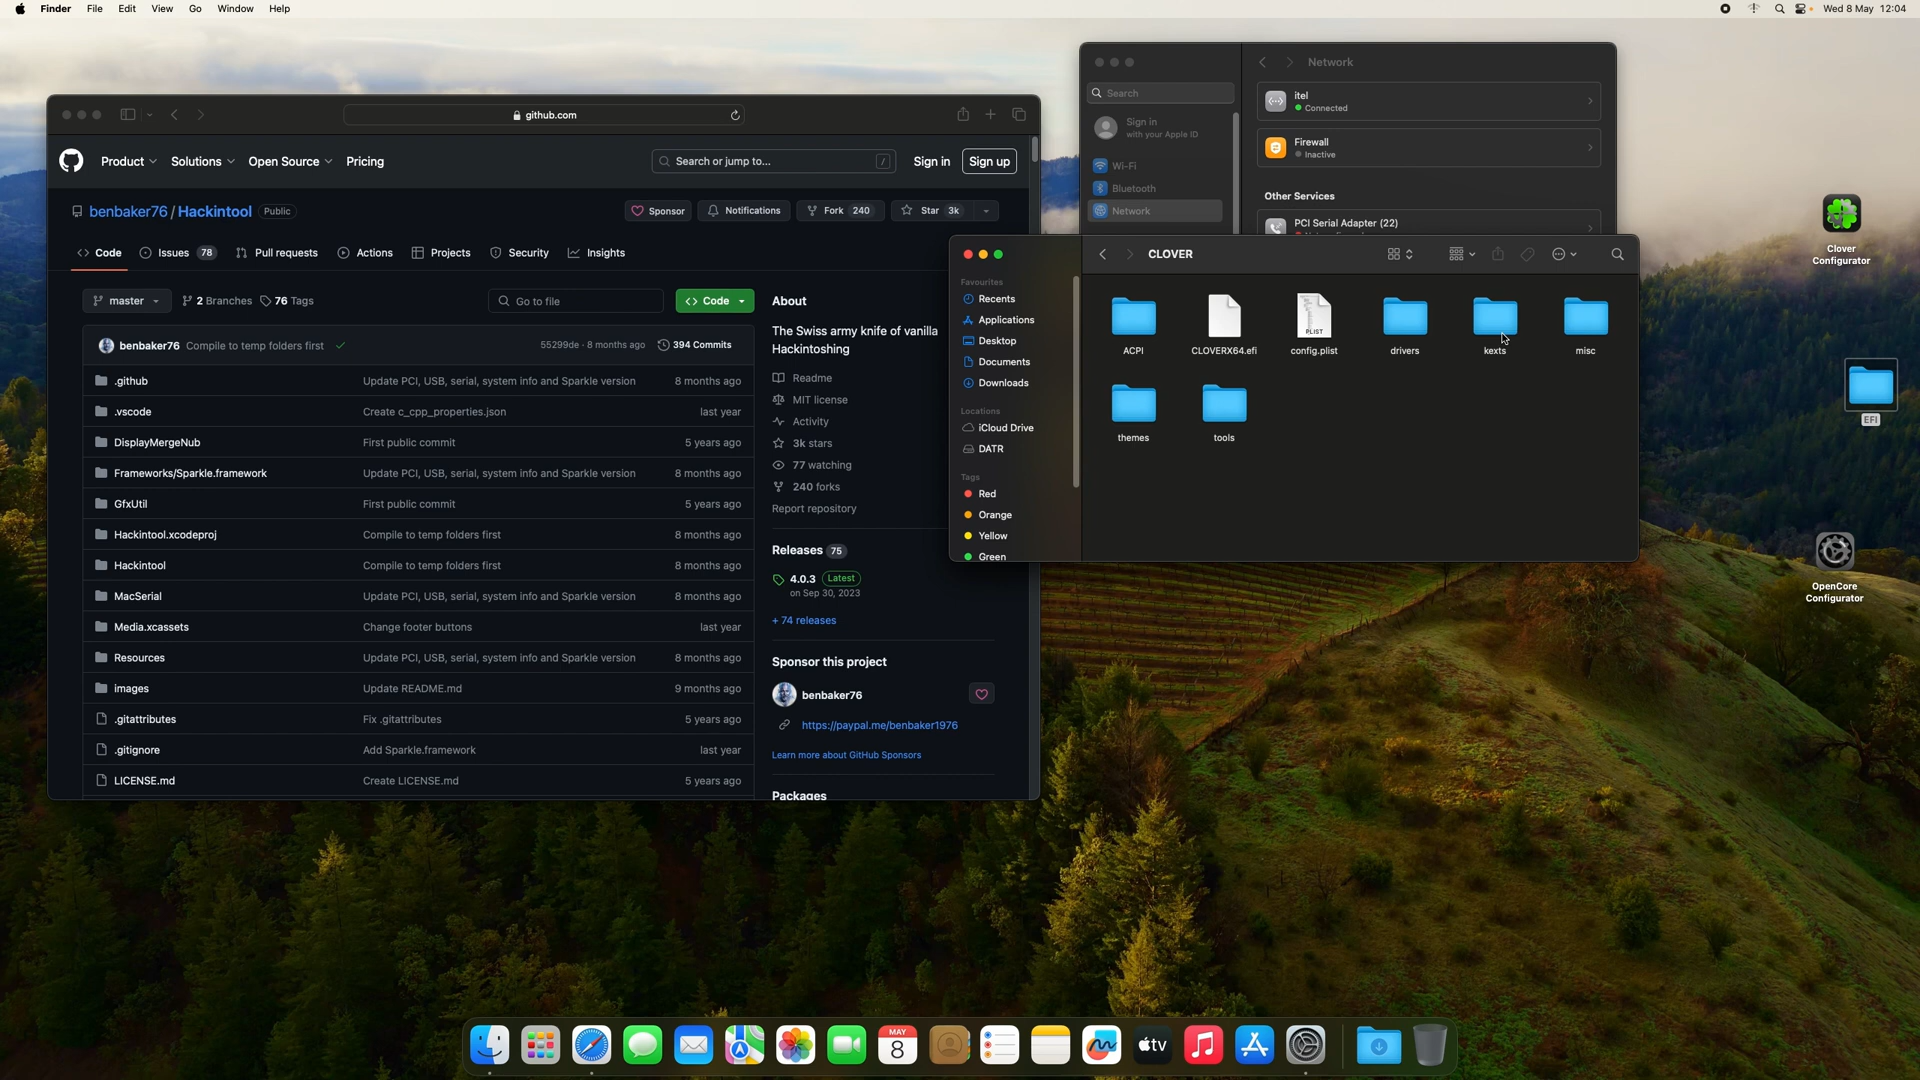 Finder File Edit View Go Window Help
Wed 8 May 12:04
github.com
Product Solutions Open Source Pricing
Search or jump to... /
Sign in Sign up
benbaker76 / Hackintool Public
Sponsor Notifications Fork 240 Star 3k
Code Issues 78 Pull requests Actions Projects Security Insights
master 2 Branches 76 Tags Go to file Code
benbaker76 Compile to temp folders first 55299de · 8 months ago 394 Commits
.github Update PCI, USB, serial, system info and Sparkle version 8 months ago
.vscode Create c_cpp_properties.json last year
DisplayMergeNub First public commit 5 years ago
Frameworks/Sparkle.framework Update PCI, USB, serial, system info and Sparkle version 8 months ago
GfxUtil First public commit 5 years ago
Hackintool.xcodeproj Compile to temp folders first 8 months ago
Hackintool Compile to temp folders first 8 months ago
MacSerial Update PCI, USB, serial, system info and Sparkle version 8 months ago
Media.xcassets Change footer buttons last year
Resources Update PCI, USB, serial, system info and Sparkle version 8 months ago
images Update README.md 9 months ago
.gitattributes Fix .gitattributes 5 years ago
.gitignore Add Sparkle.framework last year
LICENSE.md Create LICENSE.md 5 years ago
About
The Swiss army knife of vanilla
Hackintoshing
Readme
MIT license
Activity
3k stars
77 watching
240 forks
Report repository
Releases 75
4.0.3 Latest
on Sep 30, 2023
+ 74 releases
Sponsor this project
benbaker76
https://paypal.me/benbaker1976
Learn more about GitHub Sponsors
Packages
Search
Sign in
with your Apple ID
Wi-Fi
Bluetooth
Network
Network
itel
Connected
Firewall
Inactive
Other Services
PCI Serial Adapter (22)
CLOVER
Favourites
Recents
Applications
Desktop
Documents
Downloads
Locations
iCloud Drive
DATR
Tags
Red
Orange
Yellow
Green
PLIST
ACPI CLOVERX64.efi config.plist drivers kexts misc
themes tools
Clover
Configurator
EFI
OpenCore
Configurator
MAY
8
tv